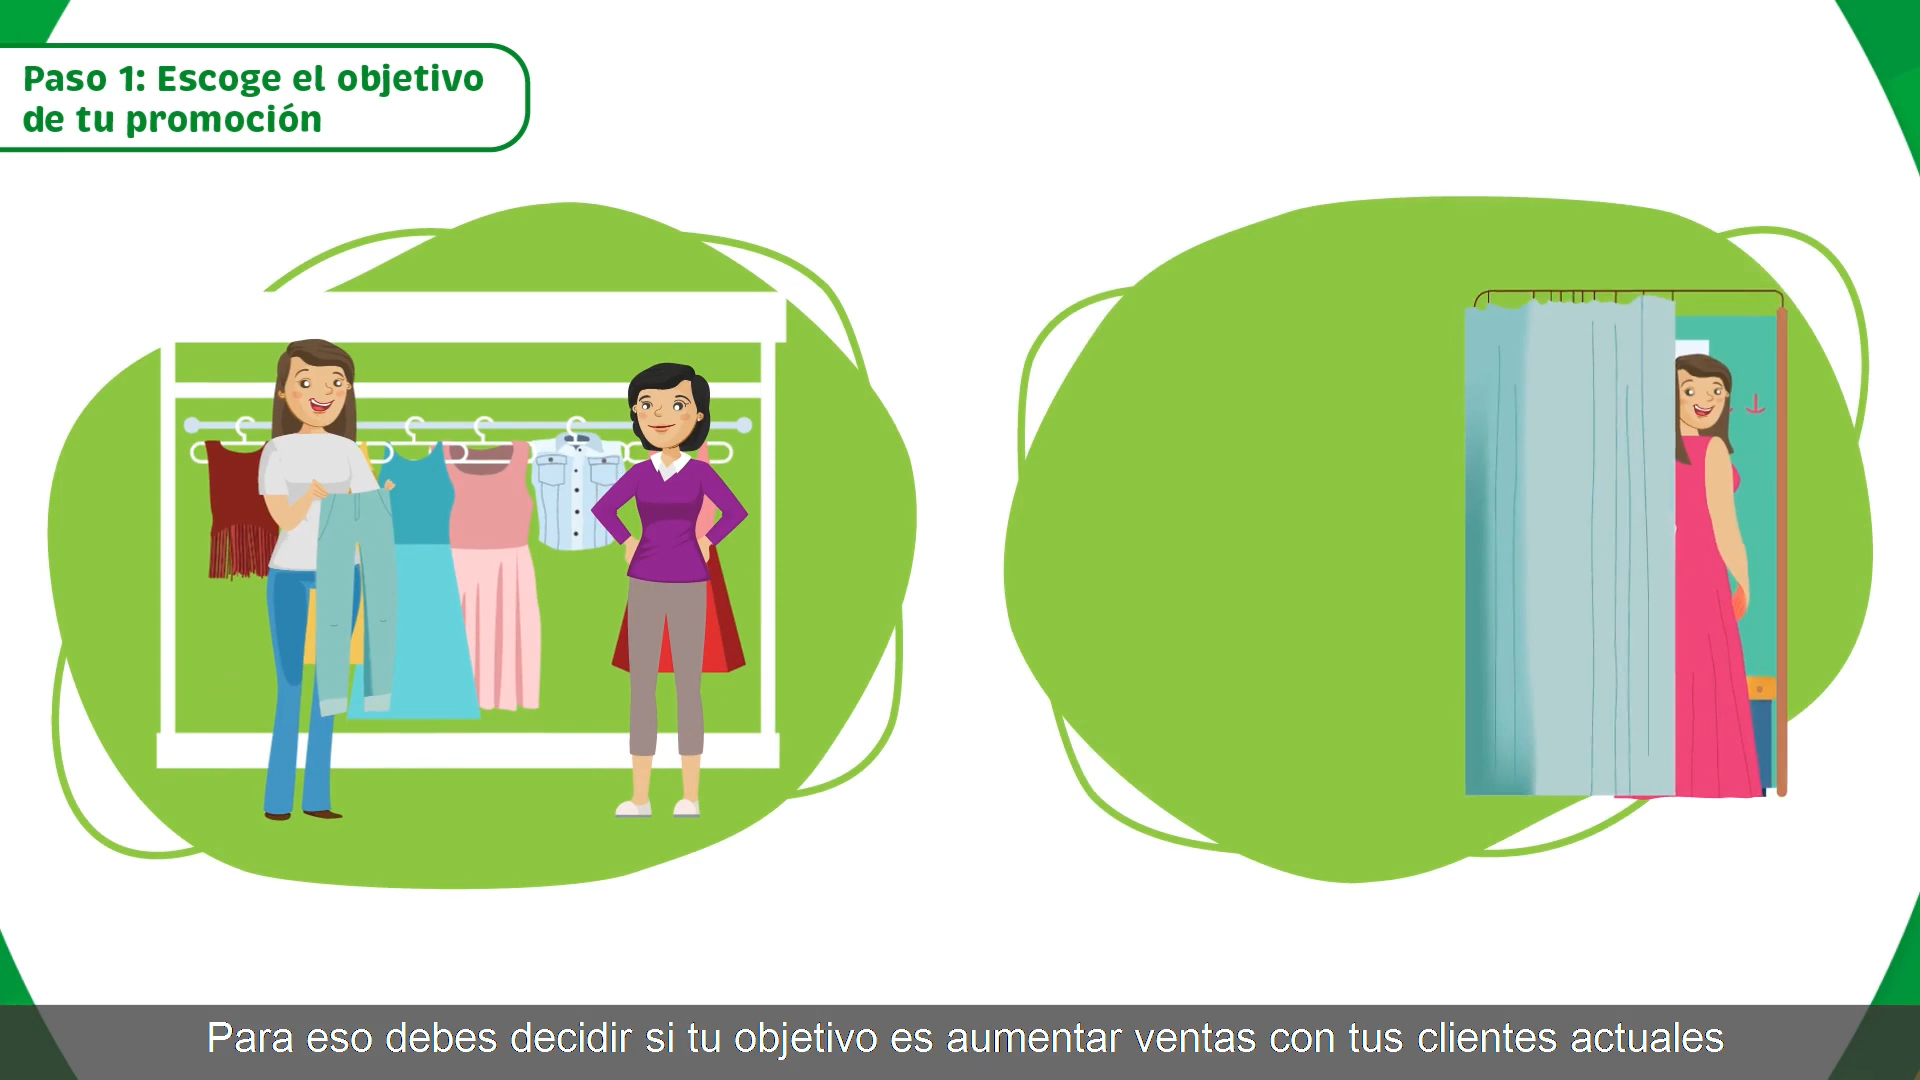 Paso 1: Escoge el objetivo
de tu promoción
Para eso debes decidir si tu objetivo es aumentar ventas con tus clientes actuales